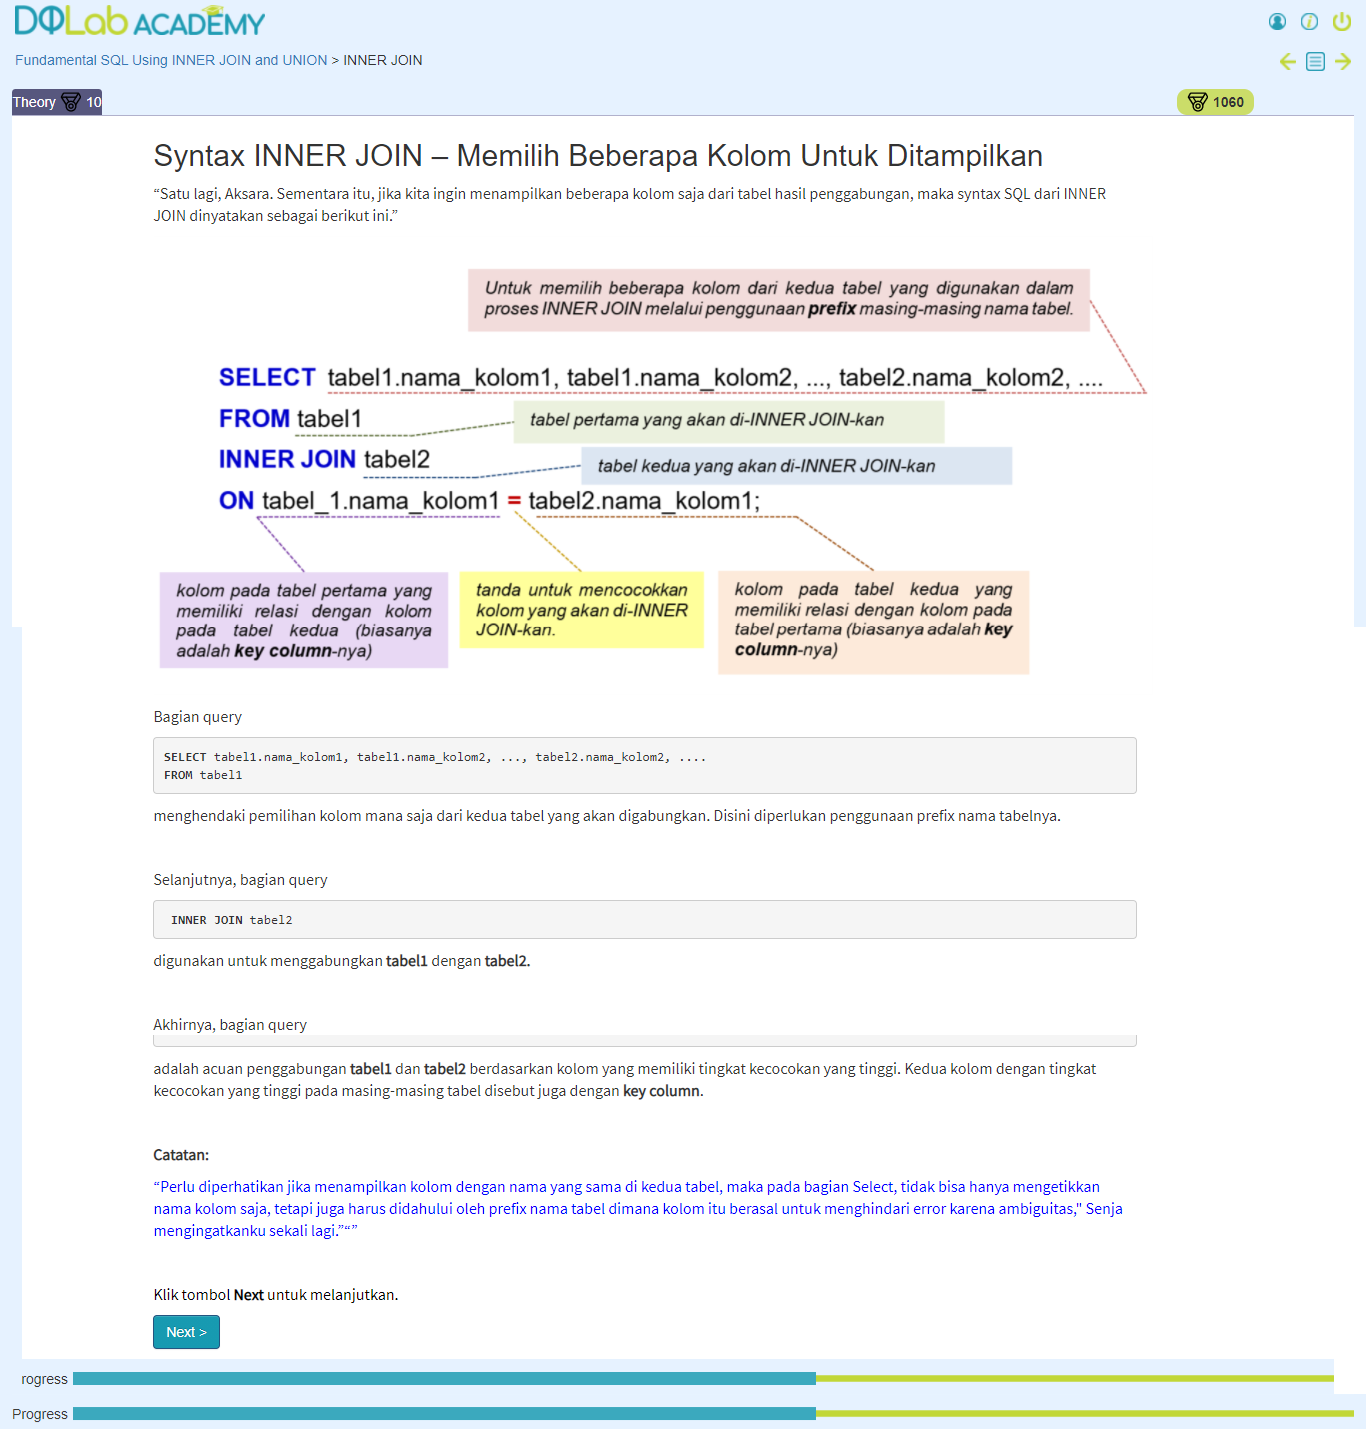 DQLab ACADEMY
Fundamental SQL Using INNER JOIN and UNION > INNER JOIN
Theory 10
1060
Syntax INNER JOIN – Memilih Beberapa Kolom Untuk Ditampilkan
“Satu lagi, Aksara. Sementara itu, jika kita ingin menampilkan beberapa kolom saja dari tabel hasil penggabungan, maka syntax SQL dari INNER
JOIN dinyatakan sebagai berikut ini.”
Untuk memilih beberapa kolom dari kedua tabel yang digunakan dalam
proses INNER JOIN melalui penggunaan prefix masing-masing nama tabel.
SELECT tabel1.nama_kolom1, tabel1.nama_kolom2, ..., tabel2.nama_kolom2, ....
FROM tabel1
tabel pertama yang akan di-INNER JOIN-kan
INNER JOIN tabel2
tabel kedua yang akan di-INNER JOIN-kan
ON tabel_1.nama_kolom1 = tabel2.nama_kolom1;
kolom pada tabel pertama yang
memiliki relasi dengan kolom
pada tabel kedua (biasanya
adalah key column-nya)
tanda untuk mencocokkan
kolom yang akan di-INNER
JOIN-kan.
kolom pada tabel kedua yang
memiliki relasi dengan kolom pada
tabel pertama (biasanya adalah key
column-nya)
Bagian query
SELECT tabel1.nama_kolom1, tabel1.nama_kolom2, ..., tabel2.nama_kolom2, ....
FROM tabel1
menghendaki pemilihan kolom mana saja dari kedua tabel yang akan digabungkan. Disini diperlukan penggunaan prefix nama tabelnya.
Selanjutnya, bagian query
INNER JOIN tabel2
digunakan untuk menggabungkan tabel1 dengan tabel2.
Akhirnya, bagian query
adalah acuan penggabungan tabel1 dan tabel2 berdasarkan kolom yang memiliki tingkat kecocokan yang tinggi. Kedua kolom dengan tingkat
kecocokan yang tinggi pada masing-masing tabel disebut juga dengan key column.
Catatan:
“Perlu diperhatikan jika menampilkan kolom dengan nama yang sama di kedua tabel, maka pada bagian Select, tidak bisa hanya mengetikkan
nama kolom saja, tetapi juga harus didahului oleh prefix nama tabel dimana kolom itu berasal untuk menghindari error karena ambiguitas," Senja
mengingatkanku sekali lagi.”“”
Klik tombol Next untuk melanjutkan.
Next >
rogress
Progress